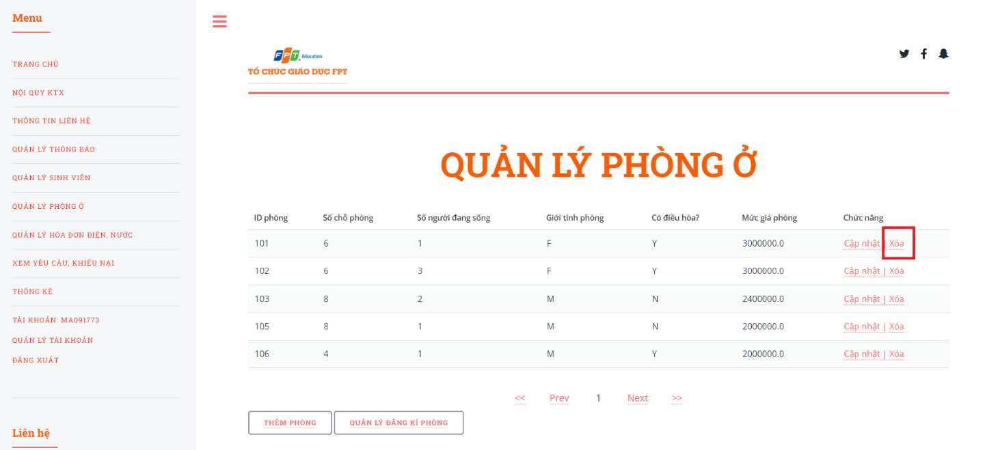 Menu
TRANG CHỦ
NỘI QUY KTX
THÔNG TIN LIÊN HỆ
QUẢN LÝ THÔNG BÁO
QUẢN LÝ SINH VIÊN
QUẢN LÝ PHÒNG Ở
QUẢN LÝ HÓA ĐƠN ĐIỆN, NƯỚC
XEM YÊU CẦU, KHIẾU NẠI
THỐNG KÊ
TÀI KHOẢN: MA091773
QUẢN LÝ TÀI KHOẢN
ĐĂNG XUẤT
Liên hệ
FPT Education
TỔ CHỨC GIÁO DỤC FPT
QUẢN LÝ PHÒNG Ở
ID phòng Số chỗ phòng Số người đang sống Giới tính phòng Có điều hòa? Mức giá phòng Chức năng
101 6 1 F Y 3000000.0 Cập nhật | Xóa
102 6 3 F Y 3000000.0 Cập nhật | Xóa
103 8 2 M N 2400000.0 Cập nhật | Xóa
105 8 1 M N 2000000.0 Cập nhật | Xóa
106 4 1 M Y 2000000.0 Cập nhật | Xóa
<< Prev 1 Next >>
THÊM PHÒNG QUẢN LÝ ĐĂNG KÍ PHÒNG